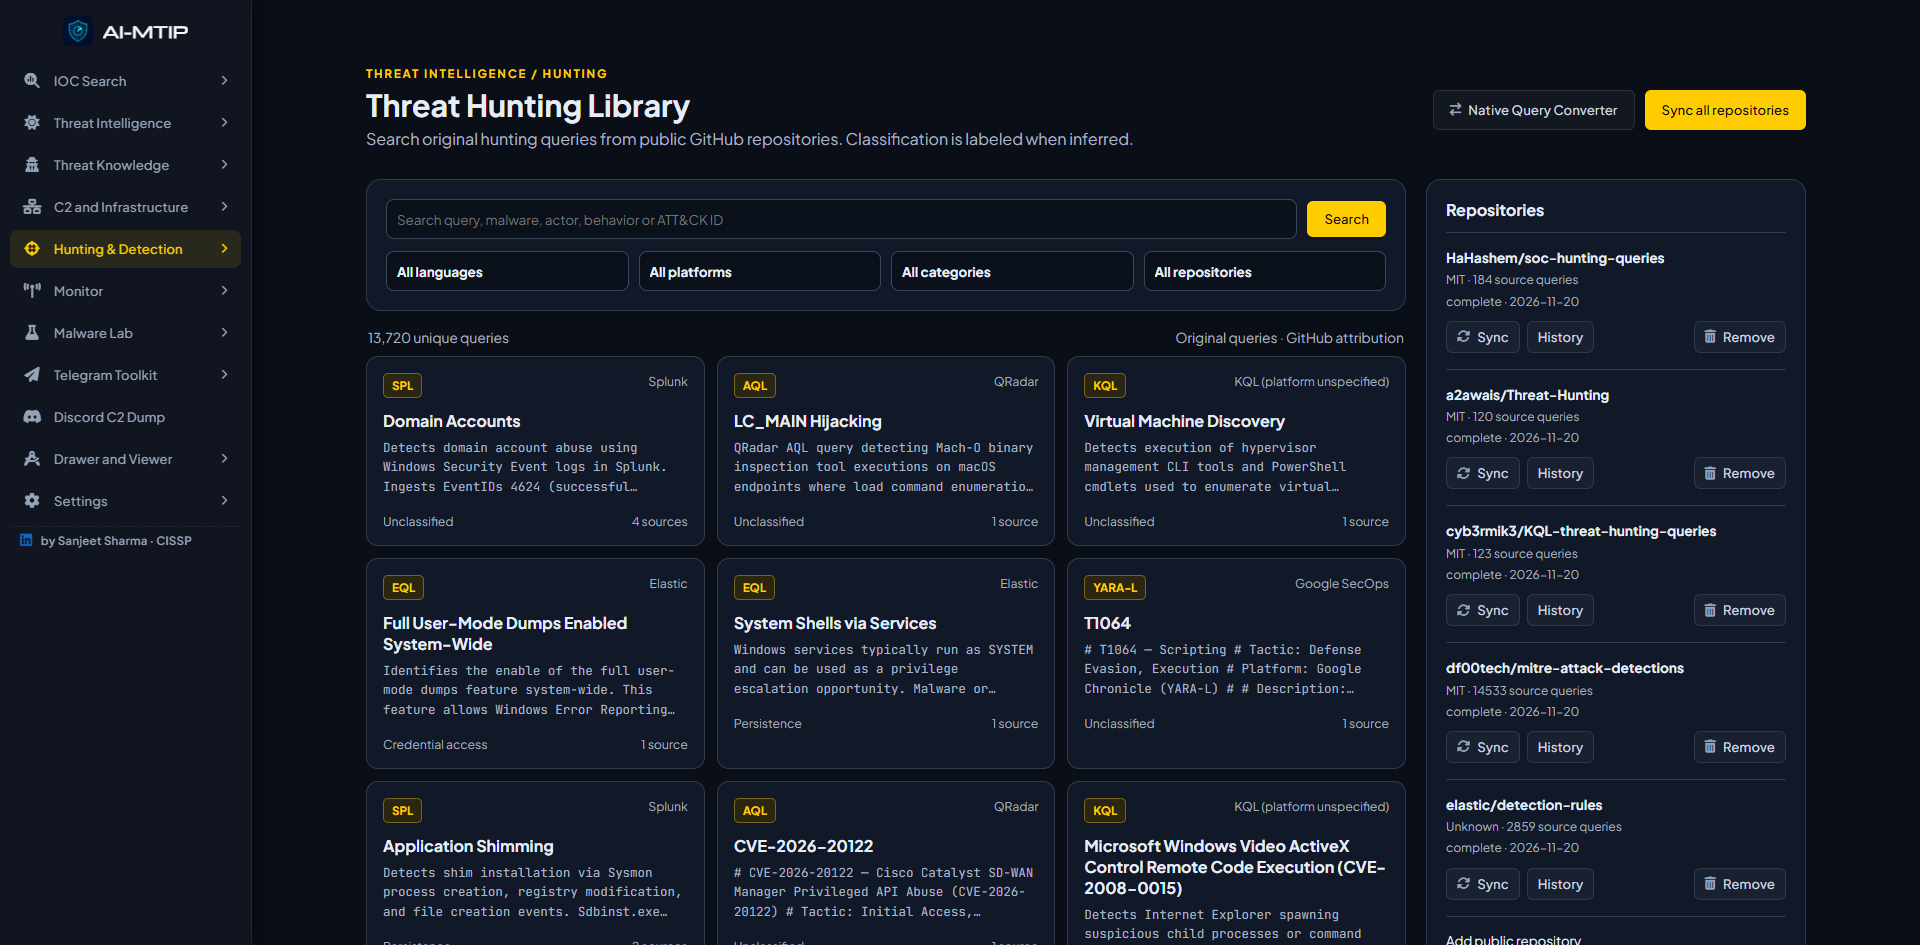 AI-MTIP
IOC Search
Threat Intelligence
Threat Knowledge
C2 and Infrastructure
Hunting & Detection
Monitor
Malware Lab
Telegram Toolkit
Discord C2 Dump
Drawer and Viewer
Settings
by Sanjeet Sharma · CISSP
THREAT INTELLIGENCE / HUNTING
Threat Hunting Library
Search original hunting queries from public GitHub repositories. Classification is labeled when inferred.
Native Query Converter
Sync all repositories
Search query, malware, actor, behavior or ATT&CK ID
Search
All languages
All platforms
All categories
All repositories
13,720 unique queries
Original queries · GitHub attribution
SPL
Splunk
Domain Accounts
Detects domain account abuse using
Windows Security Event logs in Splunk.
Ingests EventIDs 4624 (successful…
Unclassified
4 sources
AQL
QRadar
LC_MAIN Hijacking
QRadar AQL query detecting Mach-O binary
inspection tool executions on macOS
endpoints where load command enumeratio…
Unclassified
1 source
KQL
KQL (platform unspecified)
Virtual Machine Discovery
Detects execution of hypervisor
management CLI tools and PowerShell
cmdlets used to enumerate virtual…
Unclassified
1 source
EQL
Elastic
Full User-Mode Dumps Enabled
System-Wide
Identifies the enable of the full user-
mode dumps feature system-wide. This
feature allows Windows Error Reporting…
Credential access
1 source
EQL
Elastic
System Shells via Services
Windows services typically run as SYSTEM
and can be used as a privilege
escalation opportunity. Malware or…
Persistence
1 source
YARA-L
Google SecOps
T1064
# T1064 — Scripting # Tactic: Defense
Evasion, Execution # Platform: Google
Chronicle (YARA-L) # # Description:…
Unclassified
1 source
SPL
Splunk
Application Shimming
Detects shim installation via Sysmon
process creation, registry modification,
and file creation events. Sdbinst.exe…
AQL
QRadar
CVE-2026-20122
# CVE-2026-20122 — Cisco Catalyst SD-WAN
Manager Privileged API Abuse (CVE-2026-
20122) # Tactic: Initial Access,…
KQL
KQL (platform unspecified)
Microsoft Windows Video ActiveX
Control Remote Code Execution (CVE-
2008-0015)
Detects Internet Explorer spawning
suspicious child processes or command
Repositories
HaHashem/soc-hunting-queries
MIT · 184 source queries
complete · 2026-11-20
Sync
History
Remove
a2awais/Threat-Hunting
MIT · 120 source queries
complete · 2026-11-20
Sync
History
Remove
cyb3rmik3/KQL-threat-hunting-queries
MIT · 123 source queries
complete · 2026-11-20
Sync
History
Remove
df00tech/mitre-attack-detections
MIT · 14533 source queries
complete · 2026-11-20
Sync
History
Remove
elastic/detection-rules
Unknown · 2859 source queries
complete · 2026-11-20
Sync
History
Remove
Add public repository